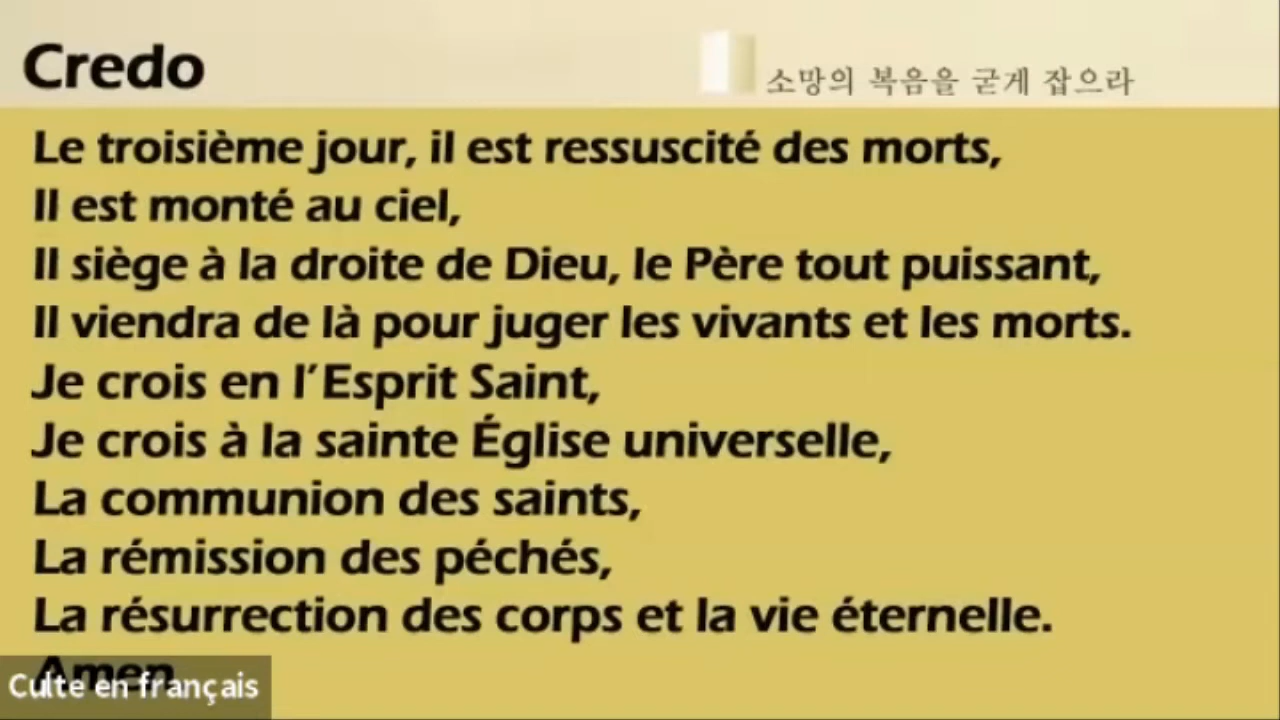 Credo
소망의 복음을 굳게 잡으라
Le troisième jour, il est ressuscité des morts,
Il est monté au ciel,
Il siège à la droite de Dieu, le Père tout puissant,
Il viendra de là pour juger les vivants et les morts.
Je crois en l’Esprit Saint,
Je crois à la sainte Église universelle,
La communion des saints,
La rémission des péchés,
La résurrection des corps et la vie éternelle.
Amen
Culte en français